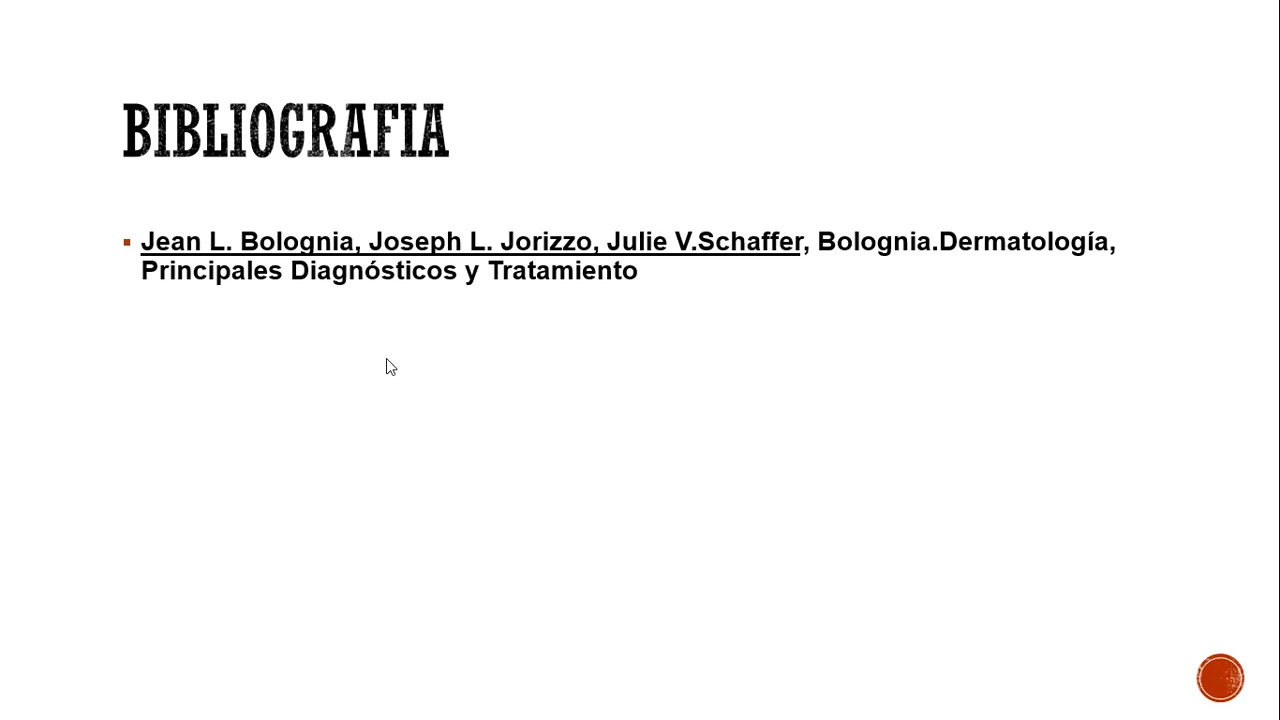 BIBLIOGRAFIA
Jean L. Bolognia, Joseph L. Jorizzo, Julie V.Schaffer, Bolognia.Dermatología,
Principales Diagnósticos y Tratamiento